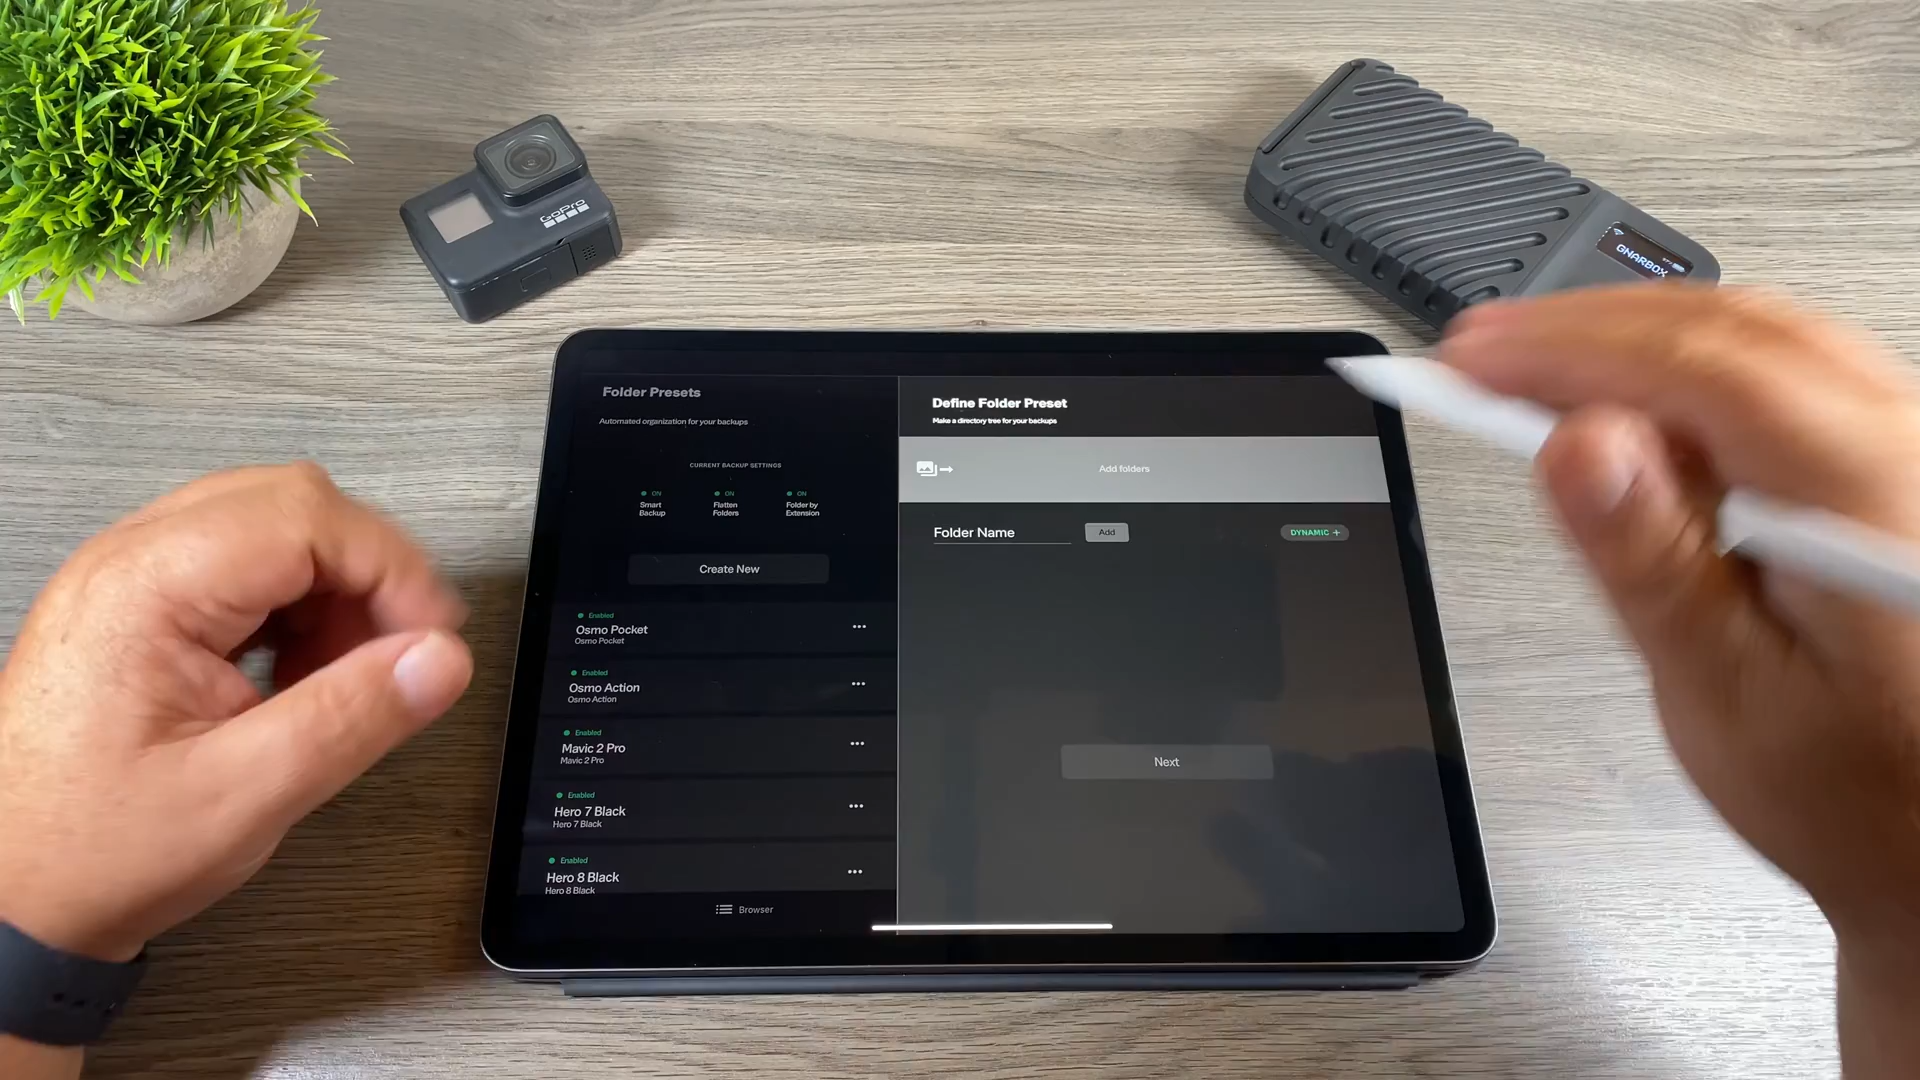 GoPro
GNARBOX
Folder Presets
Automated organization for your backups
CURRENT BACKUP SETTINGS
ON
Smart
Backup
ON
Flatten
Folders
ON
Folder by
Extension
Create New
Enabled
Osmo Pocket
Osmo Pocket
Enabled
Osmo Action
Osmo Action
Enabled
Mavic 2 Pro
Mavic 2 Pro
Enabled
Hero 7 Black
Hero 7 Black
Enabled
Hero 8 Black
Hero 8 Black
Browser
Define Folder Preset
Make a directory tree for your backups
Add folders
Folder Name
Add
DYNAMIC +
Next